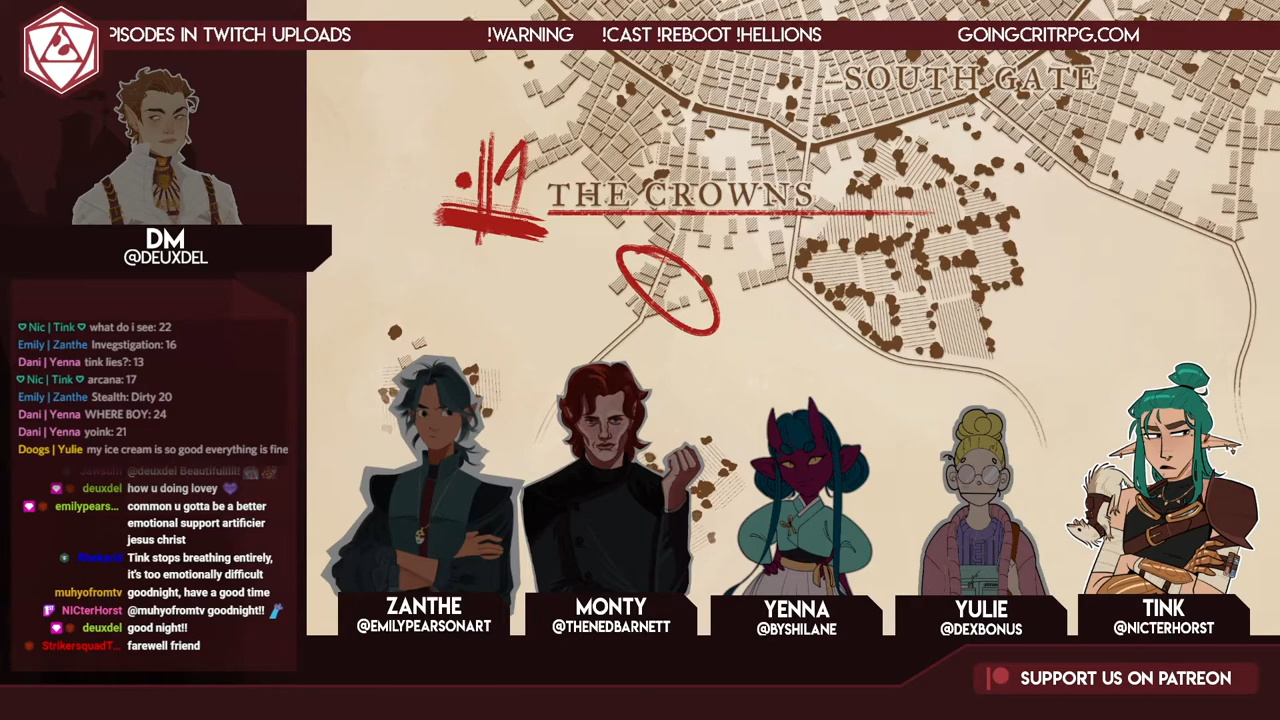 PISODES IN TWITCH UPLOADS !WARNING !CAST !REBOOT !HELLIONS GOINGCRITRPG.COM
SOUTH GATE
THE CROWNS
DM
@DEUXDEL
♡ Nic | Tink ♡ what do i see: 22
Emily | Zanthe Invegstigation: 16
Dani | Yenna tink lies?: 13
♡ Nic | Tink ♡ arcana: 17
Emily | Zanthe Stealth: Dirty 20
Dani | Yenna WHERE BOY: 24
Dani | Yenna yoink: 21
Doogs | Yulie my ice cream is so good everything is fine
@deuxdel Beautifullll!
deuxdel how u doing lovey
emilypears... common u gotta be a better
emotional support artificier
jesus christ
Tink stops breathing entirely,
it's too emotionally difficult
muhyofromtv goodnight, have a good time
NICterHorst @muhyofromtv goodnight!!
deuxdel good night!!
StrikersquadT... farewell friend
ZANTHE
@EMILYPEARSONART
MONTY
@THENEDBARNETT
YENNA
@BYSHILANE
YULIE
@DEXBONUS
TINK
@NICTERHORST
SUPPORT US ON PATREON